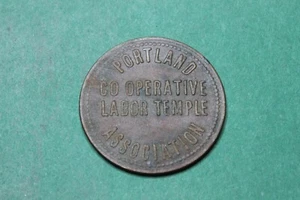 PORTLAND
CO OPERATIVE
LABOR TEMPLE
ASSOCIATION